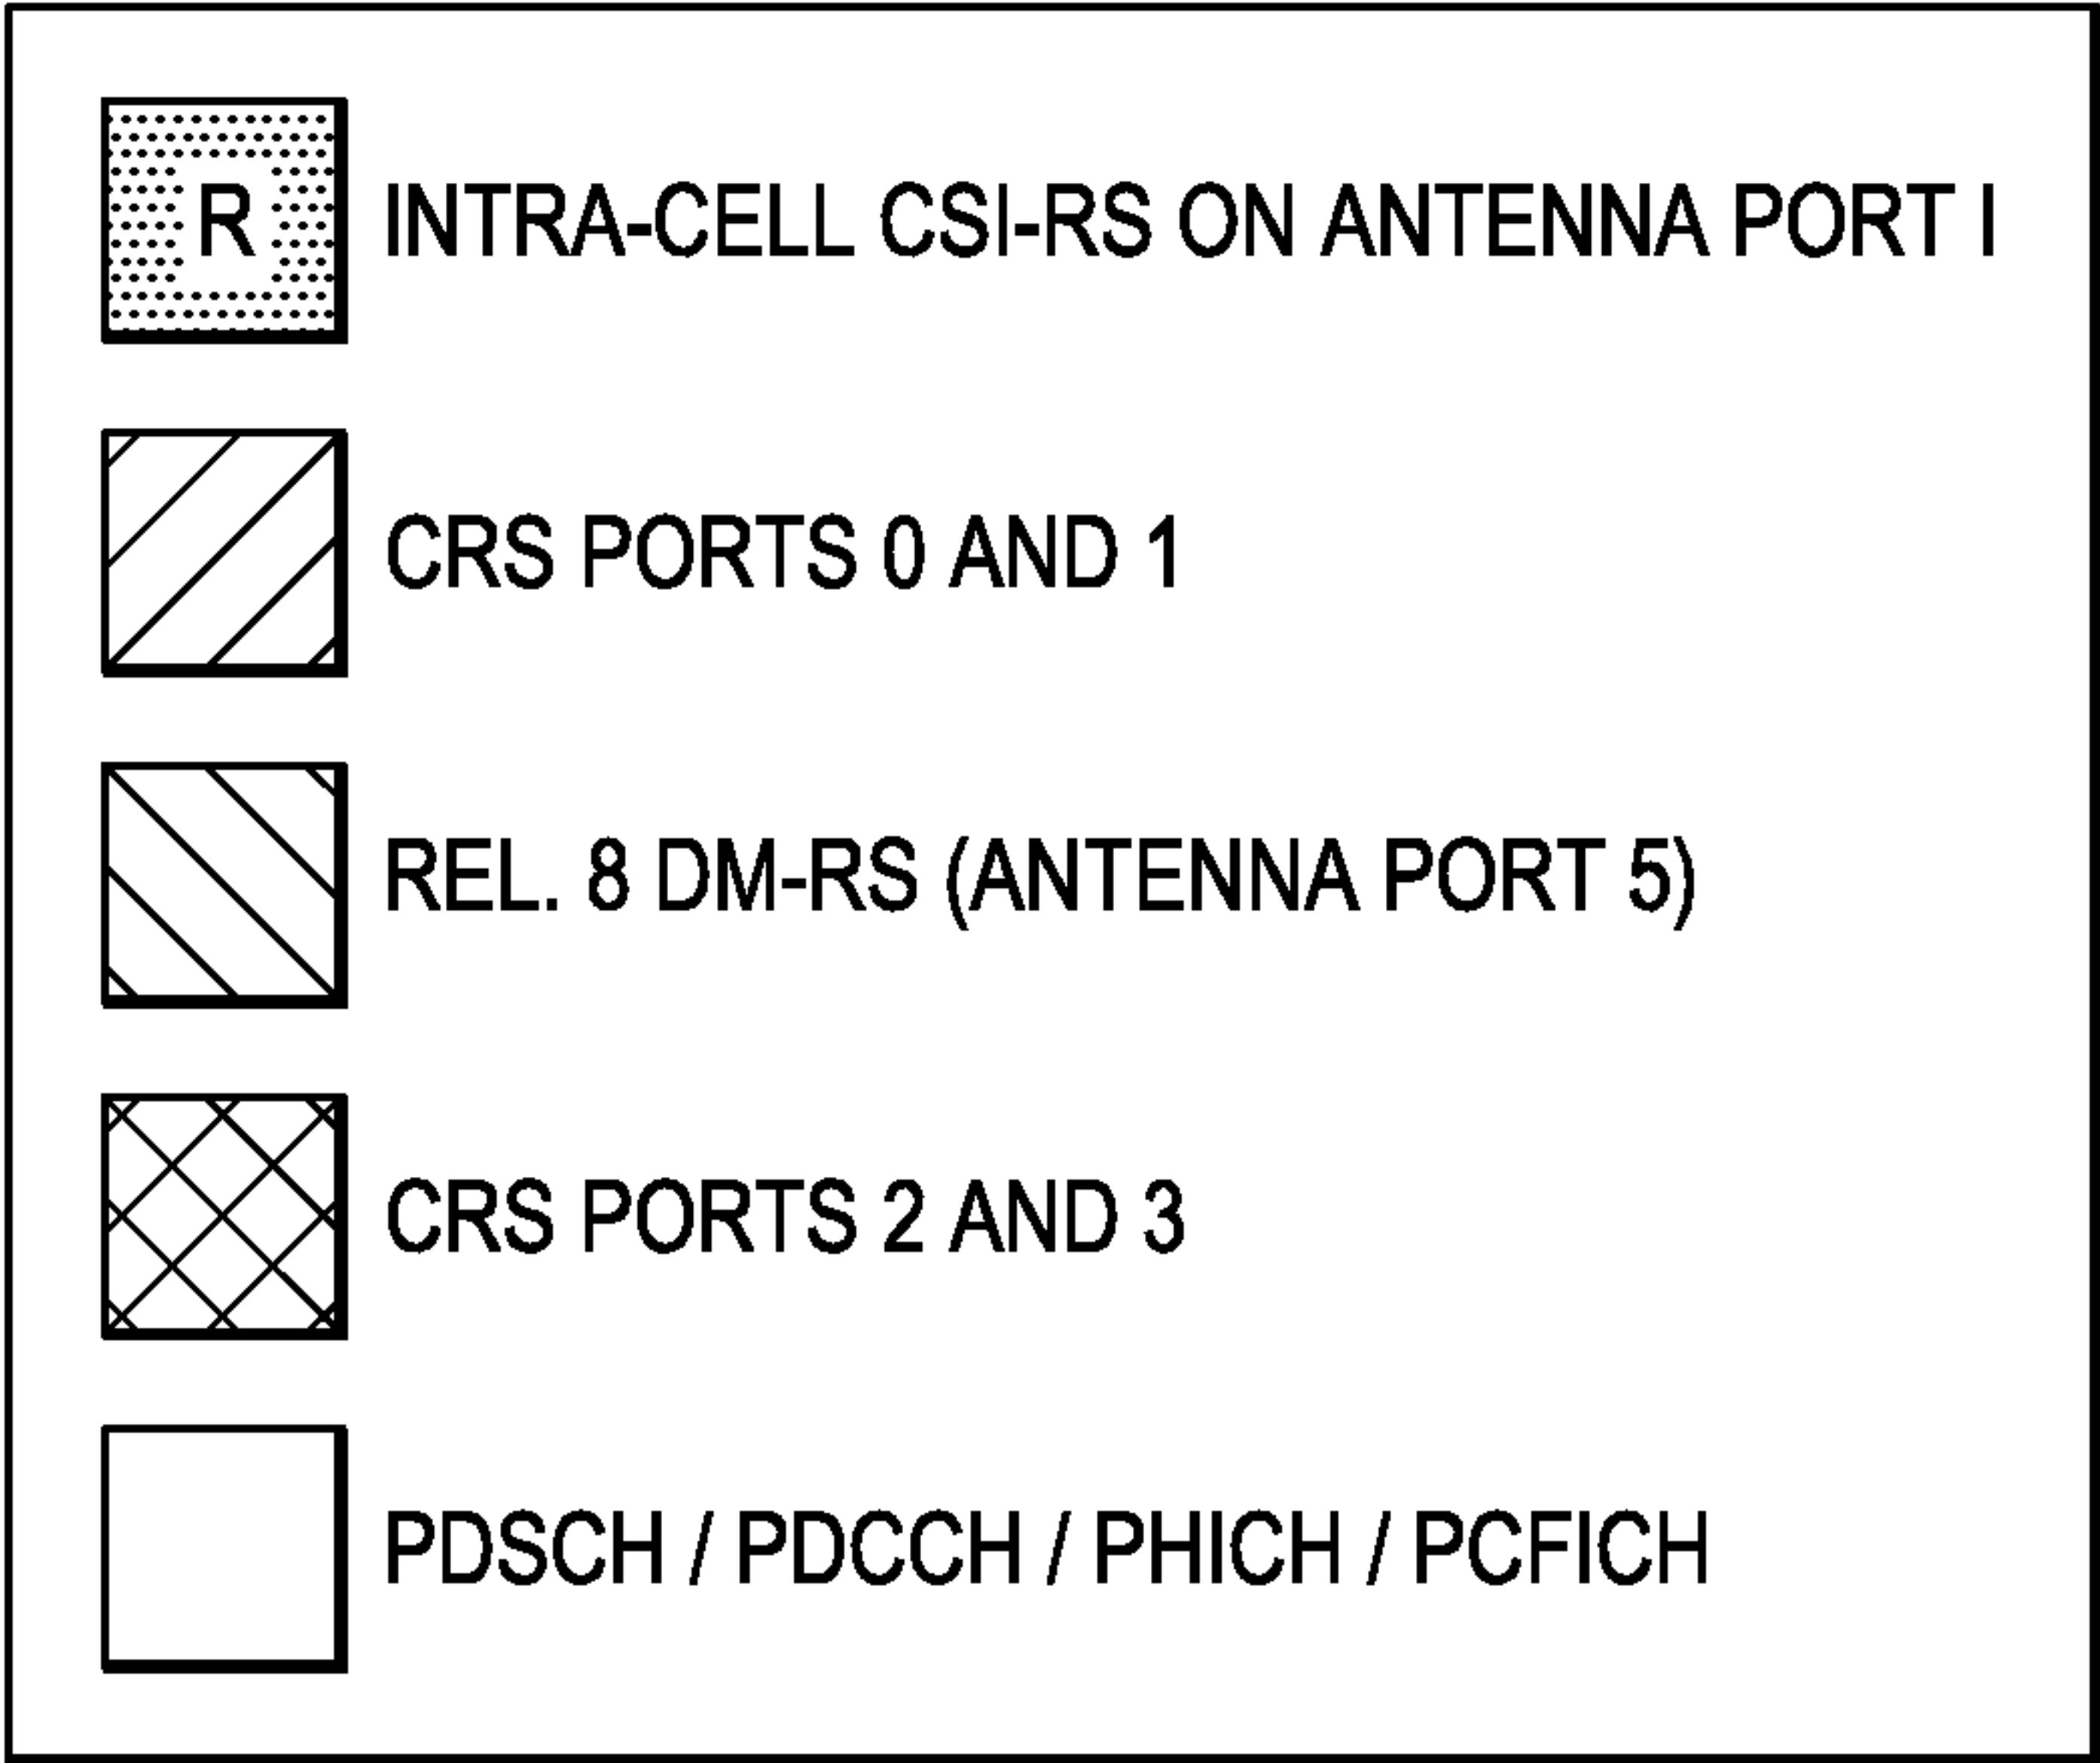 R INTRA-CELL CSI-RS ON ANTENNA PORT I
CRS PORTS 0 AND 1
REL. 8 DM-RS (ANTENNA PORT 5)
CRS PORTS 2 AND 3
PDSCH / PDCCH / PHICH / PCFICH